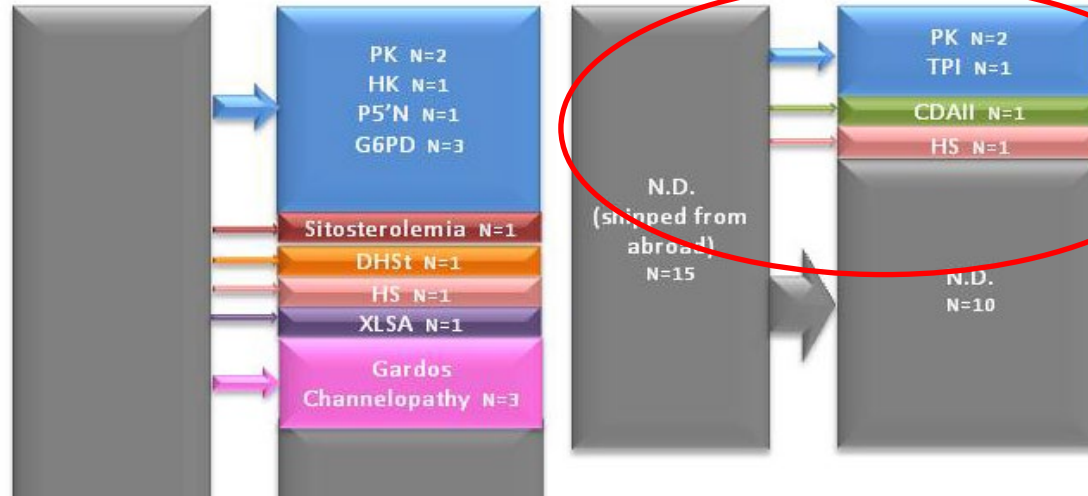 PK N=2
HK N=1
P5'N N=1
G6PD N=3
Sitosterolemia N=1
DHSt N=1
HS N=1
XLSA N=1
Gardos
Channelopathy N=3
N.D.
(shipped from
abroad)
N=15
PK N=2
TPI N=1
CDAII N=1
HS N=1
N.D.
N=10